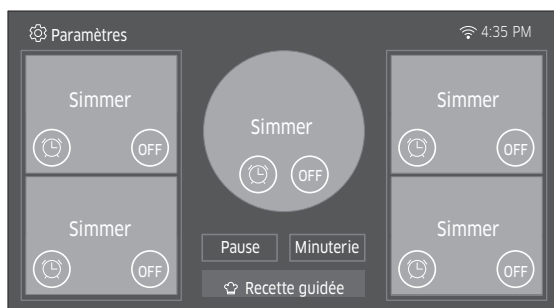 Paramètres
4:35 PM
Simmer
OFF
Simmer
OFF
Simmer
OFF
Pause
Minuterie
Recette guidée
Simmer
OFF
Simmer
OFF